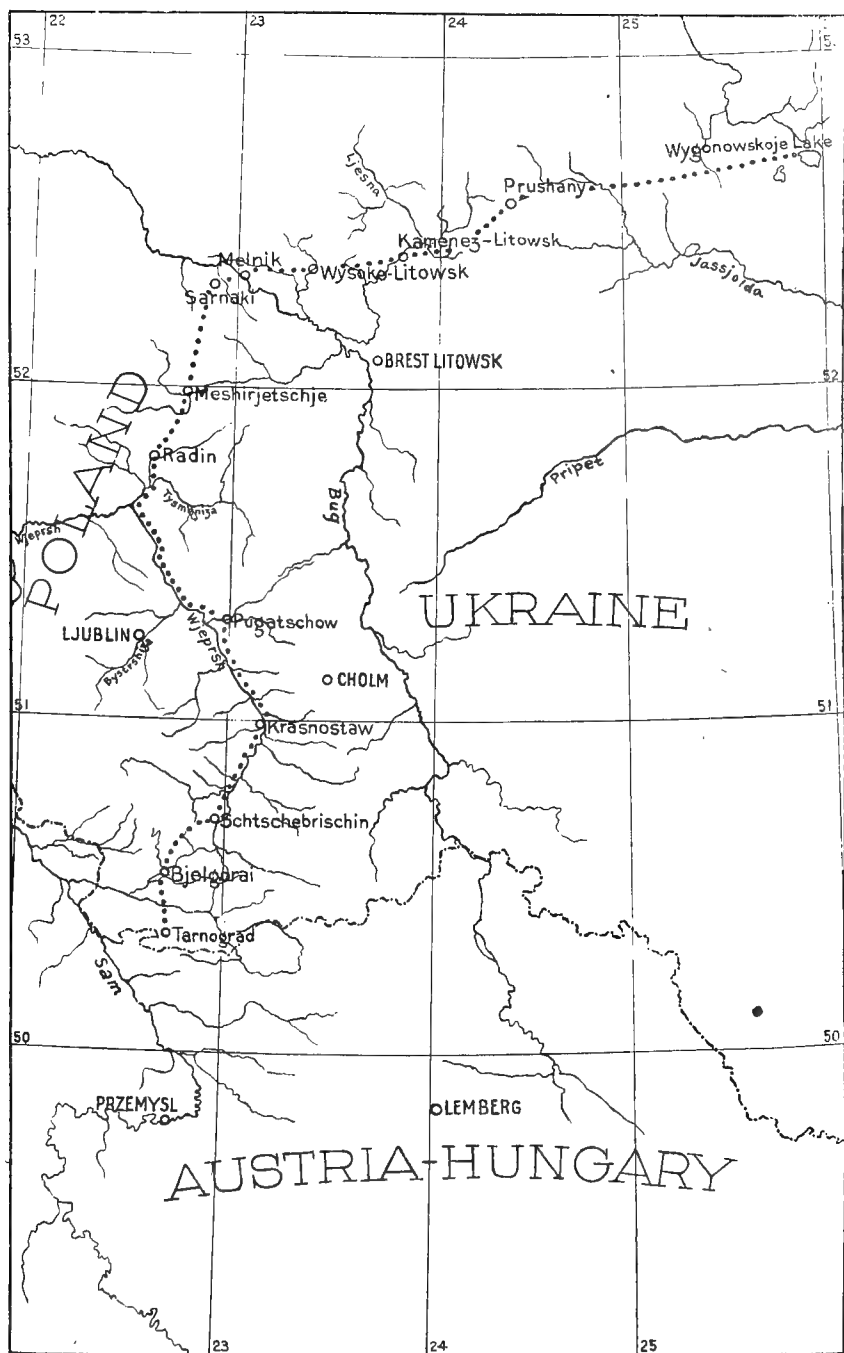 22 23 24 25
53 5.
Wygonowskoje Lake
Ljesna
Prushany
Kamenez-Litowsk
Melnik
Wysoko-Litowsk
Sarnaki
Jassjolda
BREST LITOWSK
52 52
Meshirjetschje
POLAND
Radin
Pripet
Tysmeniza
Bug
Wjeprsh
UKRAINE
Pugatschow
LJUBLIN
Wjeprsh
Bystrshiza
CHOLM
51 51
Krasnostaw
Schtschebrischin
Bjelgorai
Tarnograd
Sam
50 50
PRZEMYSL
LEMBERG
AUSTRIA-HUNGARY
23 24 25